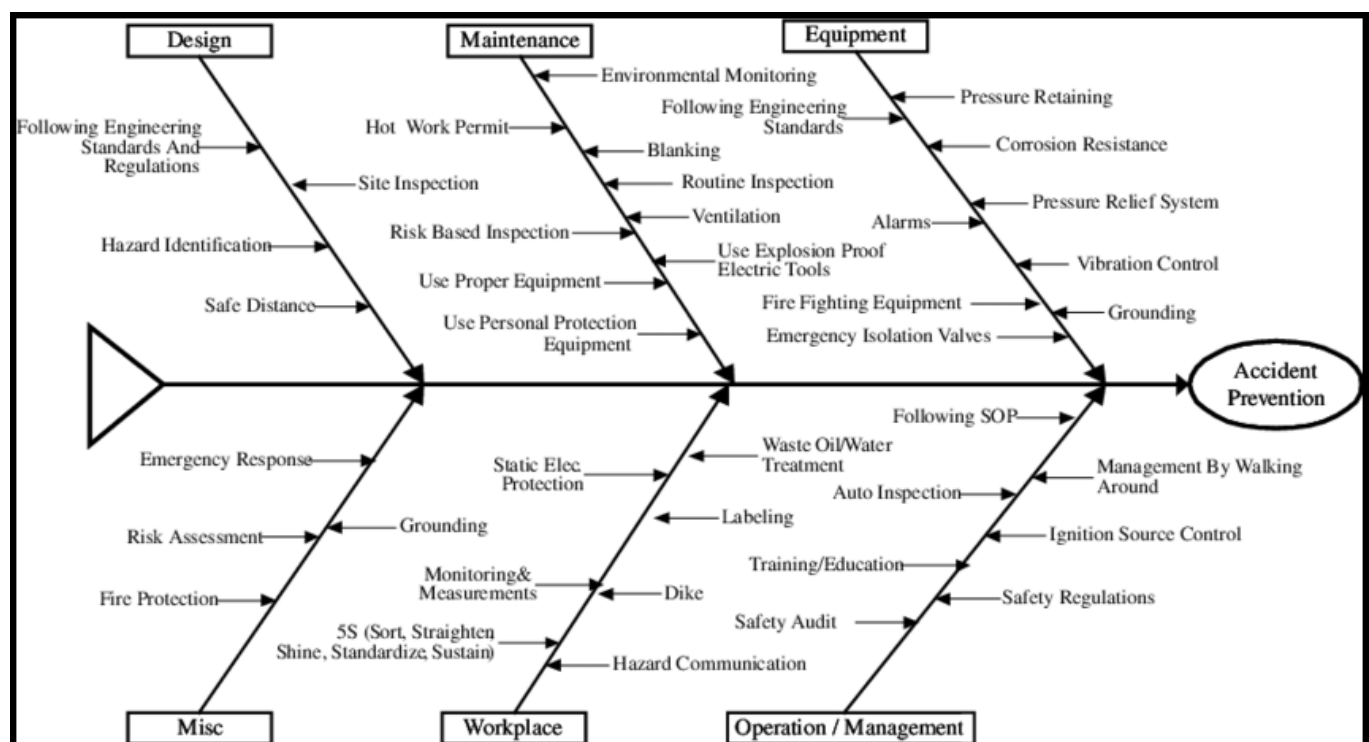 Design
Maintenance
Equipment
Environmental Monitoring
Pressure Retaining
Following Engineering
Standards
Following Engineering
Standards And
Regulations
Hot Work Permit
Blanking
Corrosion Resistance
Site Inspection
Routine Inspection
Ventilation
Pressure Relief System
Alarms
Risk Based Inspection
Hazard Identification
Use Explosion Proof
Electric Tools
Vibration Control
Use Proper Equipment
Safe Distance
Fire Fighting Equipment
Grounding
Use Personal Protection
Equipment
Emergency Isolation Valves
Accident
Prevention
Following SOP
Emergency Response
Static Elec.
Protection
Waste Oil/Water
Treatment
Management By Walking
Around
Auto Inspection
Labeling
Grounding
Risk Assessment
Ignition Source Control
Training/Education
Monitoring&
Measurements
Dike
Fire Protection
Safety Regulations
Safety Audit
5S (Sort, Straighten,
Shine, Standardize, Sustain)
Hazard Communication
Misc
Workplace
Operation / Management